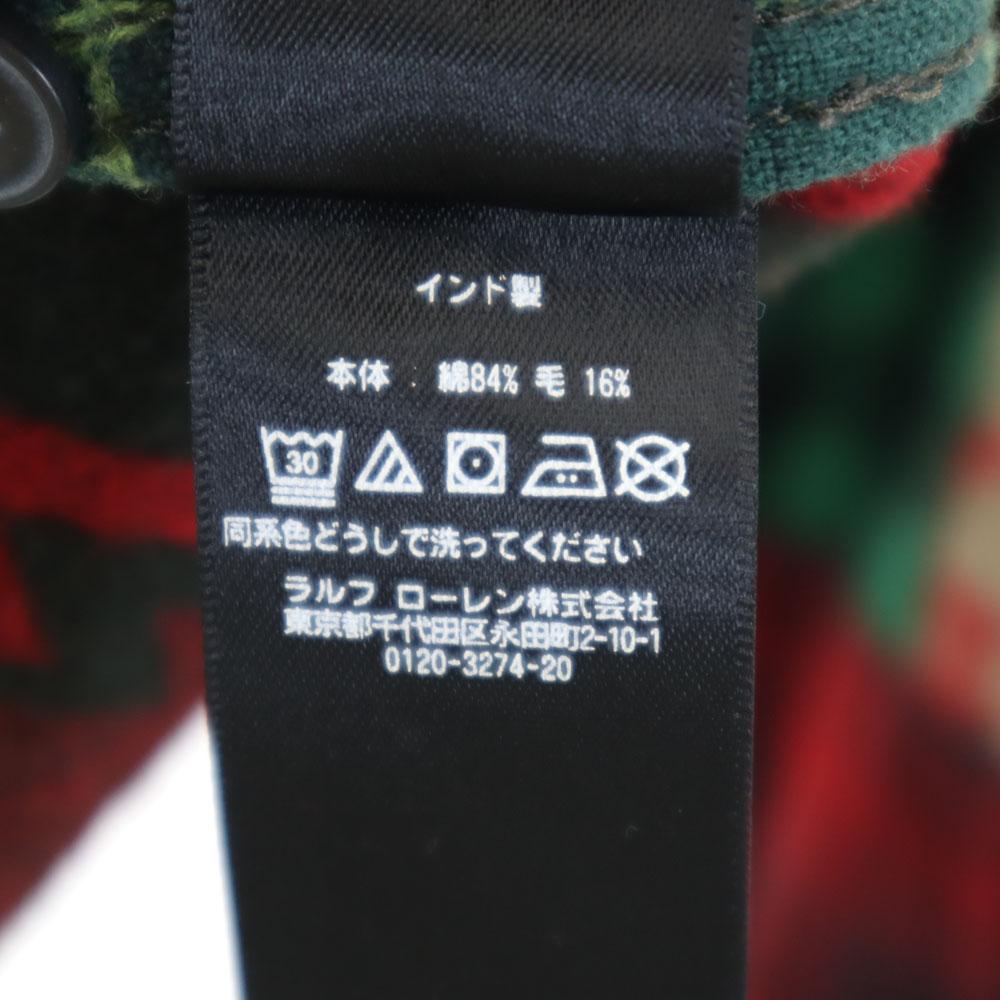 インド製
本体 : 綿84% 毛 16%
30
同系色どうしで洗ってください
ラルフ ローレン株式会社
東京都千代田区永田町2-10-1
0120-3274-20